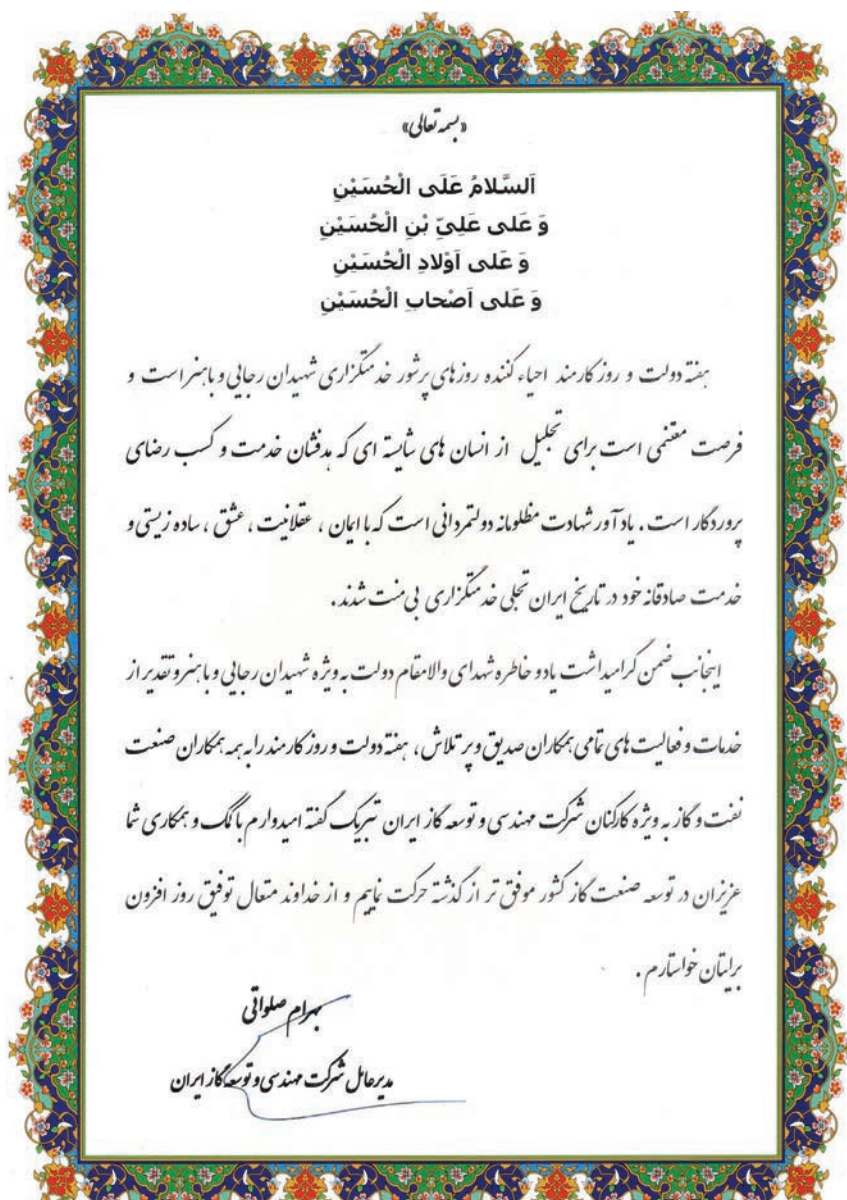 «بسمه تعالی»
اَلسَّلامُ عَلَى الْحُسَيْنِ
وَ عَلى عَلِىِّ بْنِ الْحُسَيْنِ
وَ عَلى اَوْلادِ الْحُسَيْنِ
وَ عَلى اَصْحابِ الْحُسَيْنِ
هفته دولت و روز کارمند احیاء کننده روزهای پرشور خدمتگزاری شهیدان رجایی و باهنر است و
فرصت مغتنمی است برای تجلیل از انسان های شایسته ای که هدفشان خدمت و کسب رضای
پروردگار است . یادآور شهادت مظلومانه دولتمردانی است که با ایمان ، عقلانیت ، عشق ، ساده زیستی و
خدمت صادقانه خود در تاریخ ایران تجلی خدمتگزاری بی منت شدند .
اینجانب ضمن گرامیداشت یاد و خاطره شهدای والامقام دولت به ویژه شهیدان رجایی و باهنر و تقدیر از
خدمات و فعالیت های تمامی همکاران صدیق و پر تلاش ، هفته دولت و روز کارمند را به همه همکاران صنعت
نفت و گاز به ویژه کارکنان شرکت مهندسی و توسعه گاز ایران تبریک گفته امیدوارم با کمک و همکاری شما
عزیزان در توسعه صنعت گاز کشور موفق تر از گذشته حرکت نماییم و از خداوند متعال توفیق روز افزون
برایتان خواستارم .
بهرام صلواتی
مدیرعامل شرکت مهندسی و توسعه گاز ایران